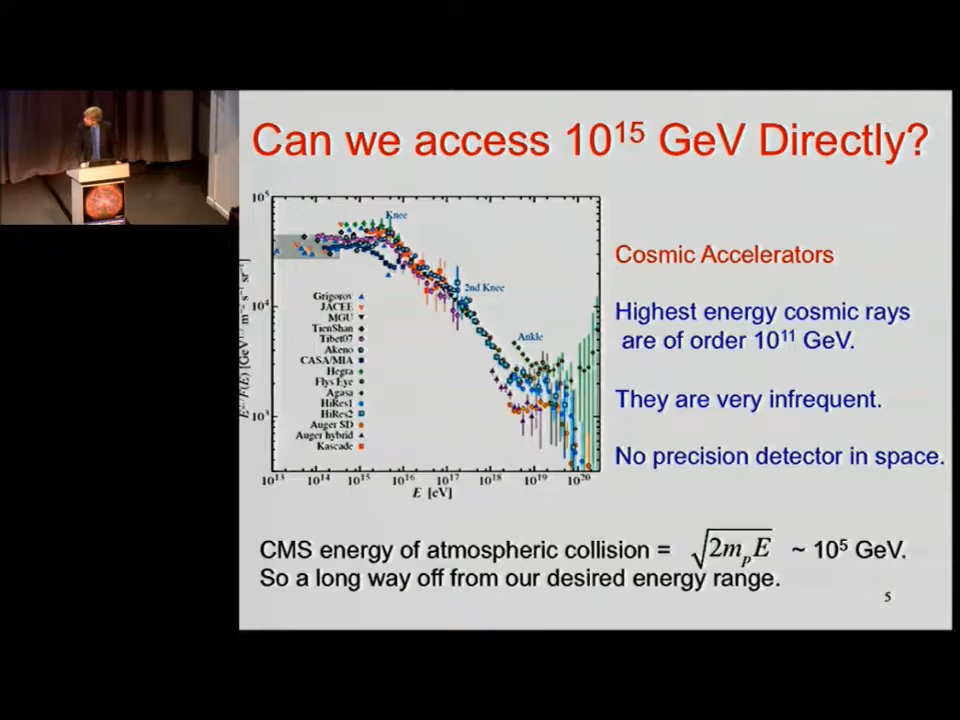 Can we access 10¹⁵ GeV Directly?
10⁵
10⁴
10³
Knee
2nd Knee
Ankle
Grigorov
JACEE
MGU
TienShan
Tibet07
Akeno
CASA/MIA
Hegra
Flys Eye
Agasa
HiRes1
HiRes2
Auger SD
Auger hybrid
Kascade
10¹³ 10¹⁴ 10¹⁵ 10¹⁶ 10¹⁷ 10¹⁸ 10¹⁹ 10²⁰
E [eV]
Cosmic Accelerators
Highest energy cosmic rays
are of order 10¹¹ GeV.
They are very infrequent.
No precision detector in space.
CMS energy of atmospheric collision = √2mₚE ~ 10⁵ GeV.
So a long way off from our desired energy range.
5